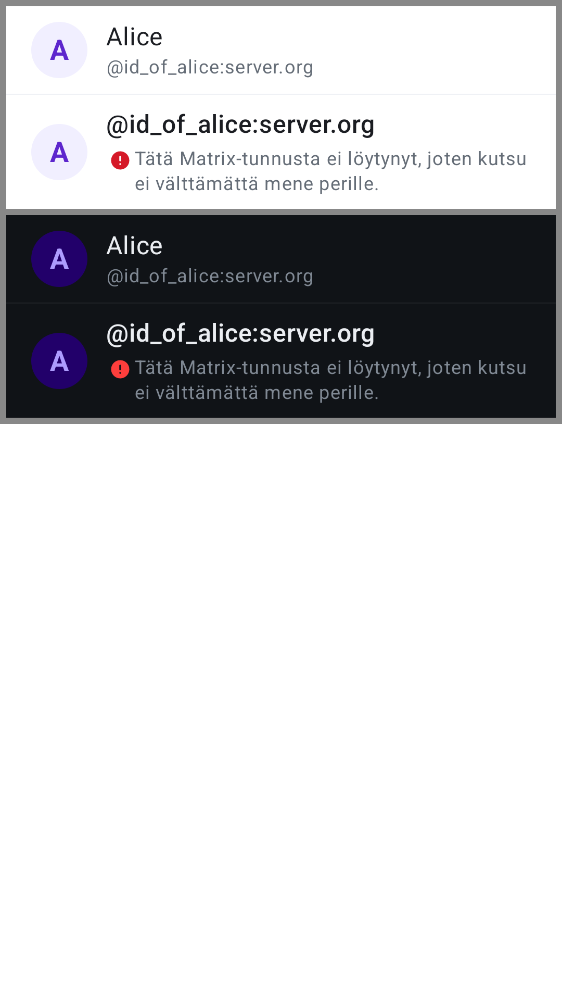 A
Alice
@id_of_alice:server.org
A
@id_of_alice:server.org
Tätä Matrix-tunnusta ei löytynyt, joten kutsu
ei välttämättä mene perille.
A
Alice
@id_of_alice:server.org
A
@id_of_alice:server.org
Tätä Matrix-tunnusta ei löytynyt, joten kutsu
ei välttämättä mene perille.